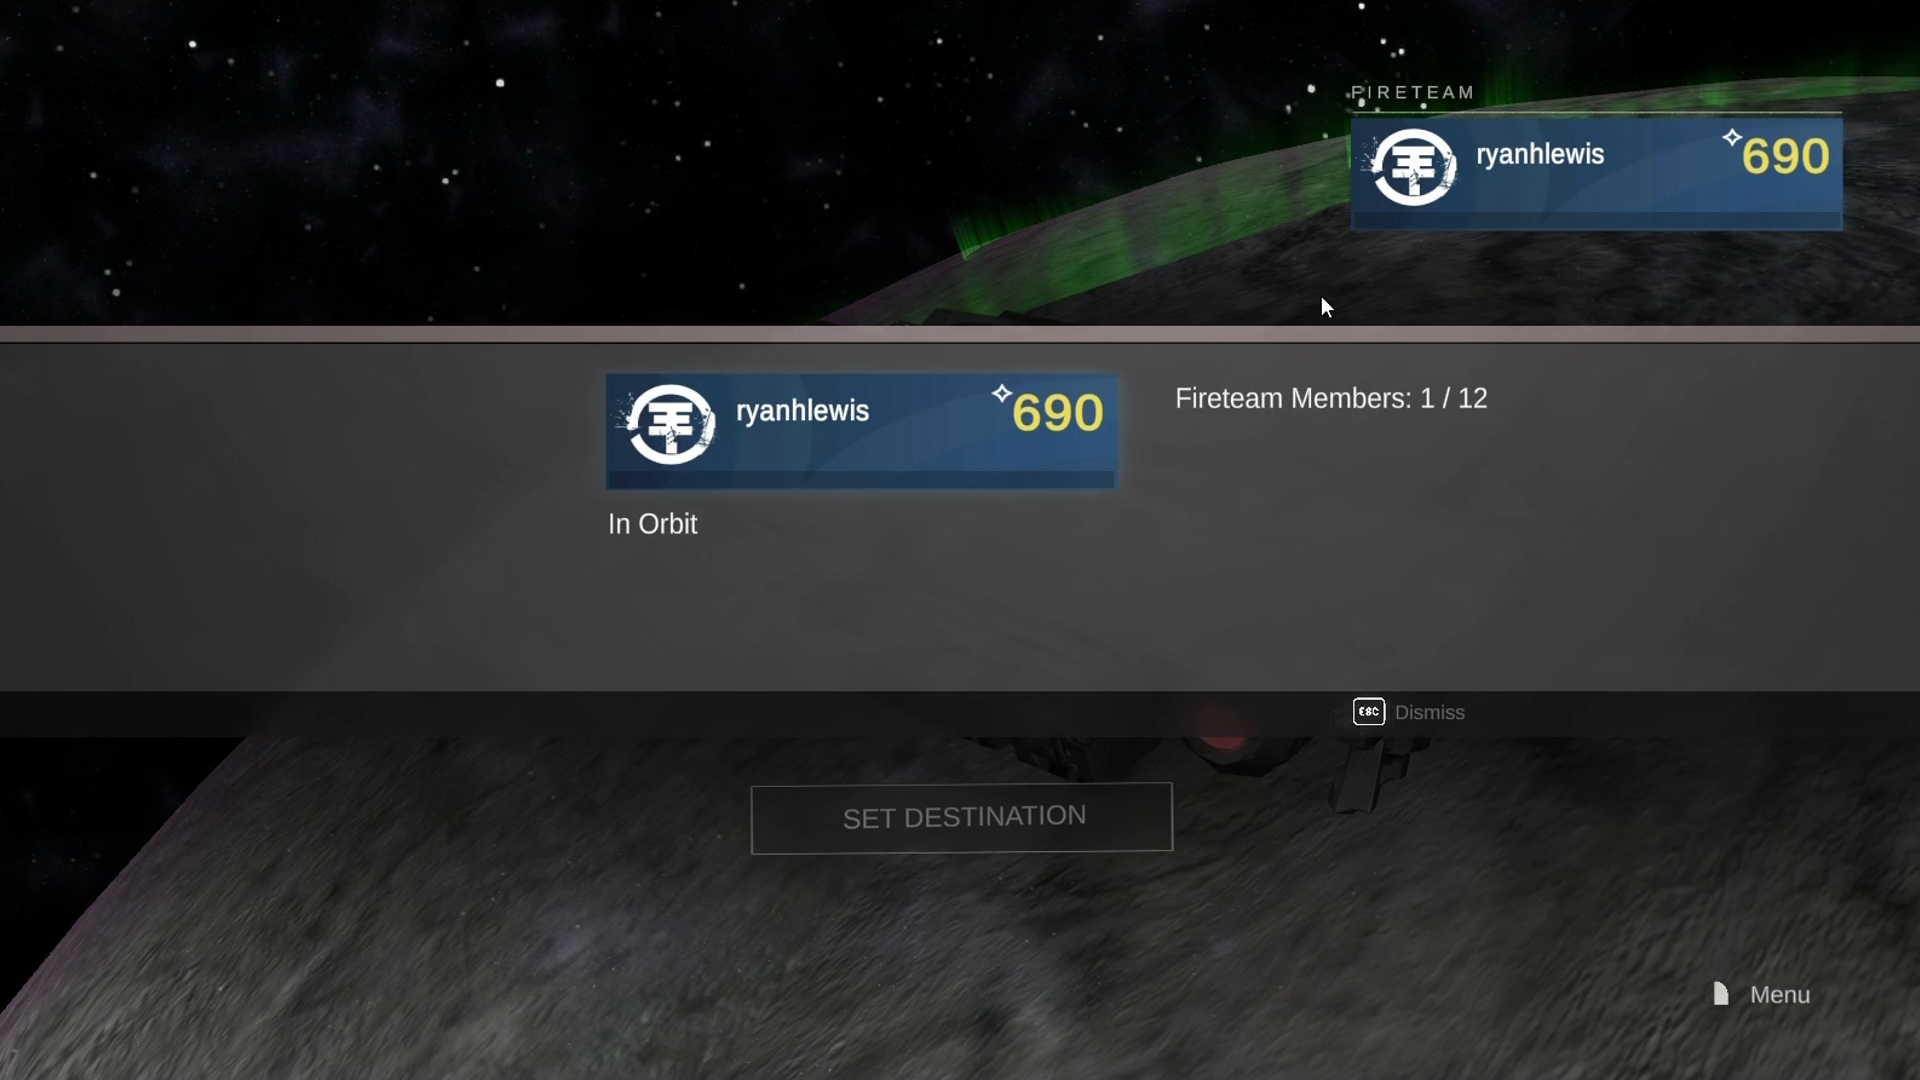 FIRETEAM
ryanhlewis
690
ryanhlewis
690
Fireteam Members: 1 / 12
In Orbit
ESC Dismiss
SET DESTINATION
Menu